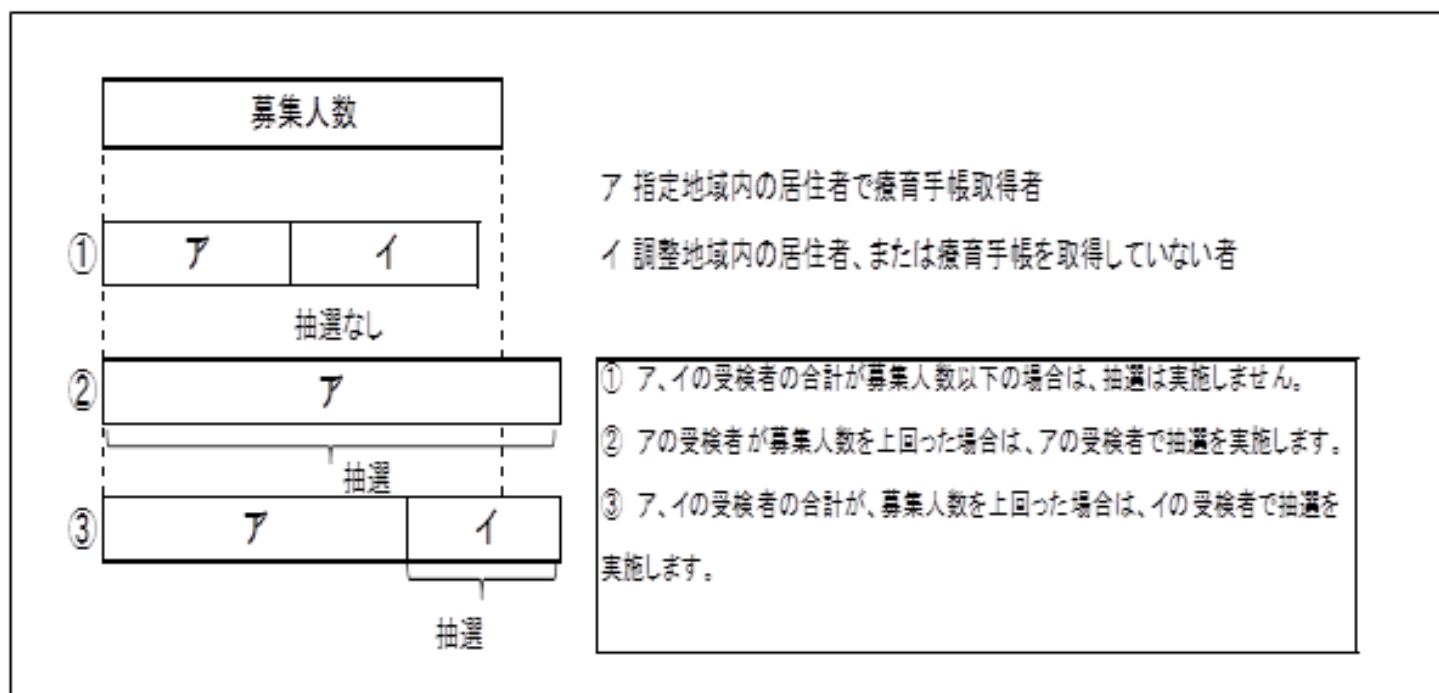 募集人数
ア 指定地域内の居住者で療育手帳取得者
イ 調整地域内の居住者、または療育手帳を取得していない者
① ア イ
抽選なし
② ア
抽選
③ ア イ
抽選
① ア、イの受検者の合計が募集人数以下の場合は、抽選は実施しません。
② アの受検者が募集人数を上回った場合は、アの受検者で抽選を実施します。
③ ア、イの受検者の合計が、募集人数を上回った場合は、イの受検者で抽選を
実施します。